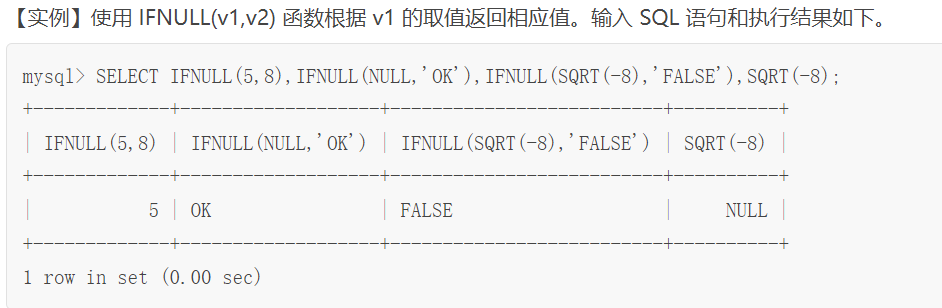 【实例】使用 IFNULL(v1,v2) 函数根据 v1 的取值返回相应值。输入 SQL 语句和执行结果如下。
mysql> SELECT IFNULL(5,8),IFNULL(NULL,'OK'),IFNULL(SQRT(-8),'FALSE'),SQRT(-8);
+-------------+-------------------+--------------------------+----------+
| IFNULL(5,8) | IFNULL(NULL,'OK') | IFNULL(SQRT(-8),'FALSE') | SQRT(-8) |
+-------------+-------------------+--------------------------+----------+
|           5 | OK                | FALSE                    |     NULL |
+-------------+-------------------+--------------------------+----------+
1 row in set (0.00 sec)